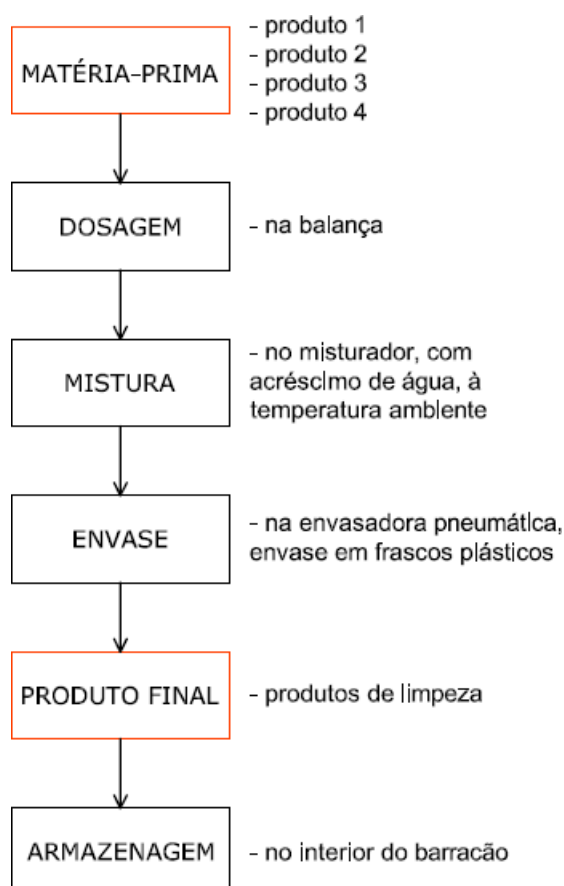 - produto 1
- produto 2
MATÉRIA-PRIMA
- produto 3
- produto 4
DOSAGEM
- na balança
MISTURA
- no misturador, com
acréscimo de água, à
temperatura ambiente
ENVASE
- na envasadora pneumática,
envase em frascos plásticos
PRODUTO FINAL
- produtos de limpeza
ARMAZENAGEM
- no interior do barracão